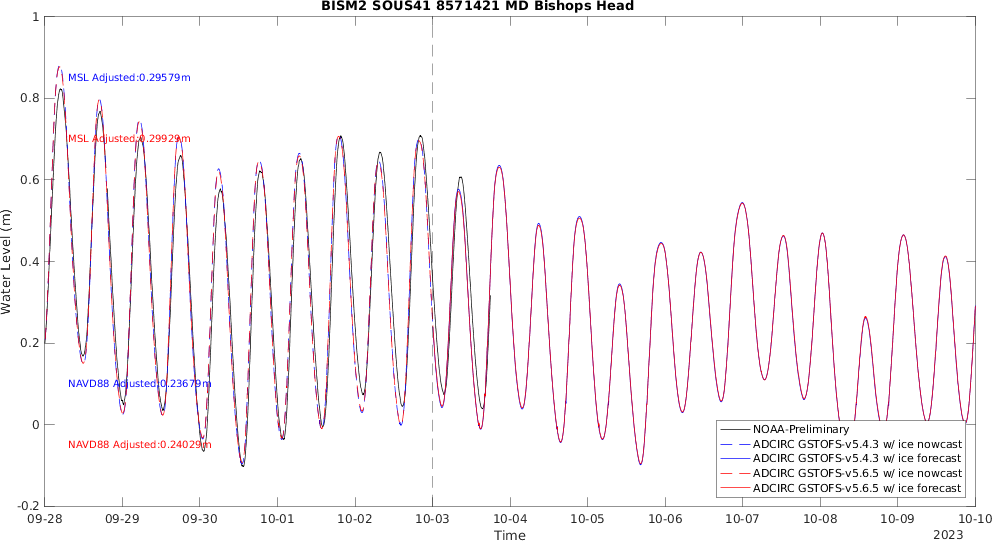 BISM2 SOUS41 8571421 MD Bishops Head
1
0.8
0.6
0.4
0.2
0
-0.2
Water Level (m)
MSL Adjusted:0.29579m
MSL Adjusted:0.29929m
NAVD88 Adjusted:0.23679m
NAVD88 Adjusted:0.24029m
NOAA-Preliminary
ADCIRC GSTOFS-v5.4.3 w/ ice nowcast
ADCIRC GSTOFS-v5.4.3 w/ ice forecast
ADCIRC GSTOFS-v5.6.5 w/ ice nowcast
ADCIRC GSTOFS-v5.6.5 w/ ice forecast
09-28 09-29 09-30 10-01 10-02 10-03 10-04 10-05 10-06 10-07 10-08 10-09 10-10
Time
2023